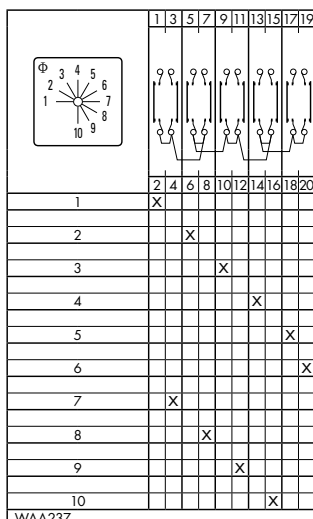 1 3 5 7 9 11 13 15 17 19
Φ
1 2 3 4 5 6 7 8 9 10
2 4 6 8 10 12 14 16 18 20
1 X
2 X
3 X
4 X
5 X
6 X
7 X
8 X
9 X
10 X
WAA237